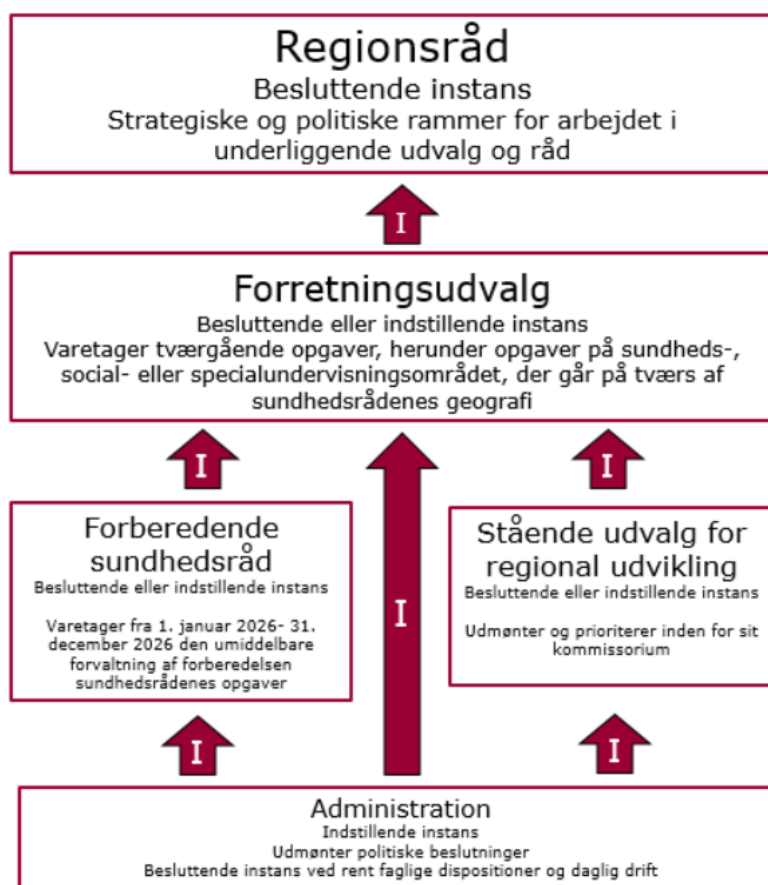 Regionsråd
Besluttende instans
Strategiske og politiske rammer for arbejdet i
underliggende udvalg og råd
I
Forretningsudvalg
Besluttende eller indstillende instans
Varetager tværgående opgaver, herunder opgaver på sundheds-,
social- eller specialundervisningsområdet, der går på tværs af
sundhedsrådenes geografi
I
I
Forberedende
sundhedsråd
Besluttende eller indstillende instans
Varetager fra 1. januar 2026- 31.
december 2026 den umiddelbare
forvaltning af forberedelsen
sundhedsrådenes opgaver
I
Stående udvalg for
regional udvikling
Besluttende eller indstillende instans
Udmønter og prioriterer inden for sit
kommissorium
I
I
Administration
Indstillende instans
Udmønter politiske beslutninger
Besluttende instans ved rent faglige dispositioner og daglig drift